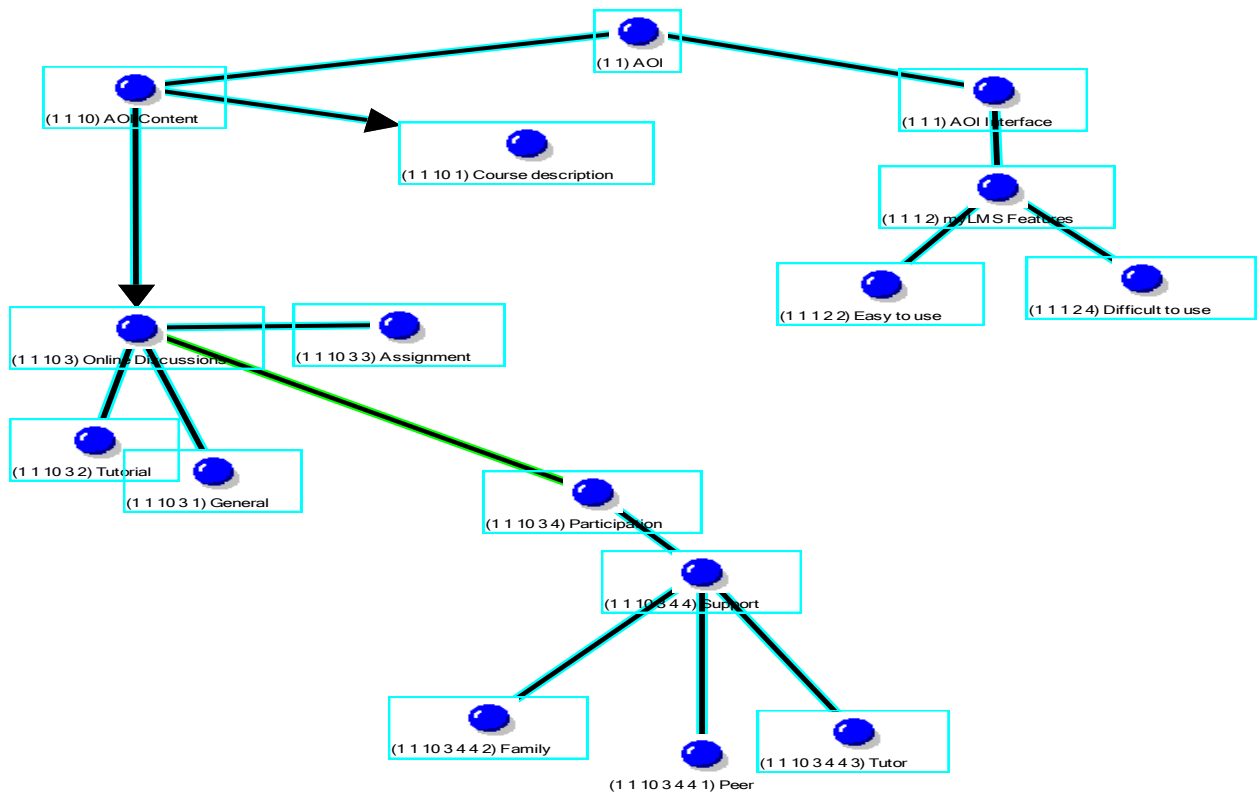 (1 1) AOI
(1 1 10) AOI Content
(1 1 1) AOI Interface
(1 1 10 1) Course description
(1 1 1 2) myLMS Features
(1 1 1 2 2) Easy to use
(1 1 1 2 4) Difficult to use
(1 1 10 3) Online Discussions
(1 1 10 3 3) Assignment
(1 1 10 3 2) Tutorial
(1 1 10 3 1) General
(1 1 10 3 4) Participation
(1 1 10 3 4 4) Support
(1 1 10 3 4 4 2) Family
(1 1 10 3 4 4 3) Tutor
(1 1 10 3 4 4 1) Peer